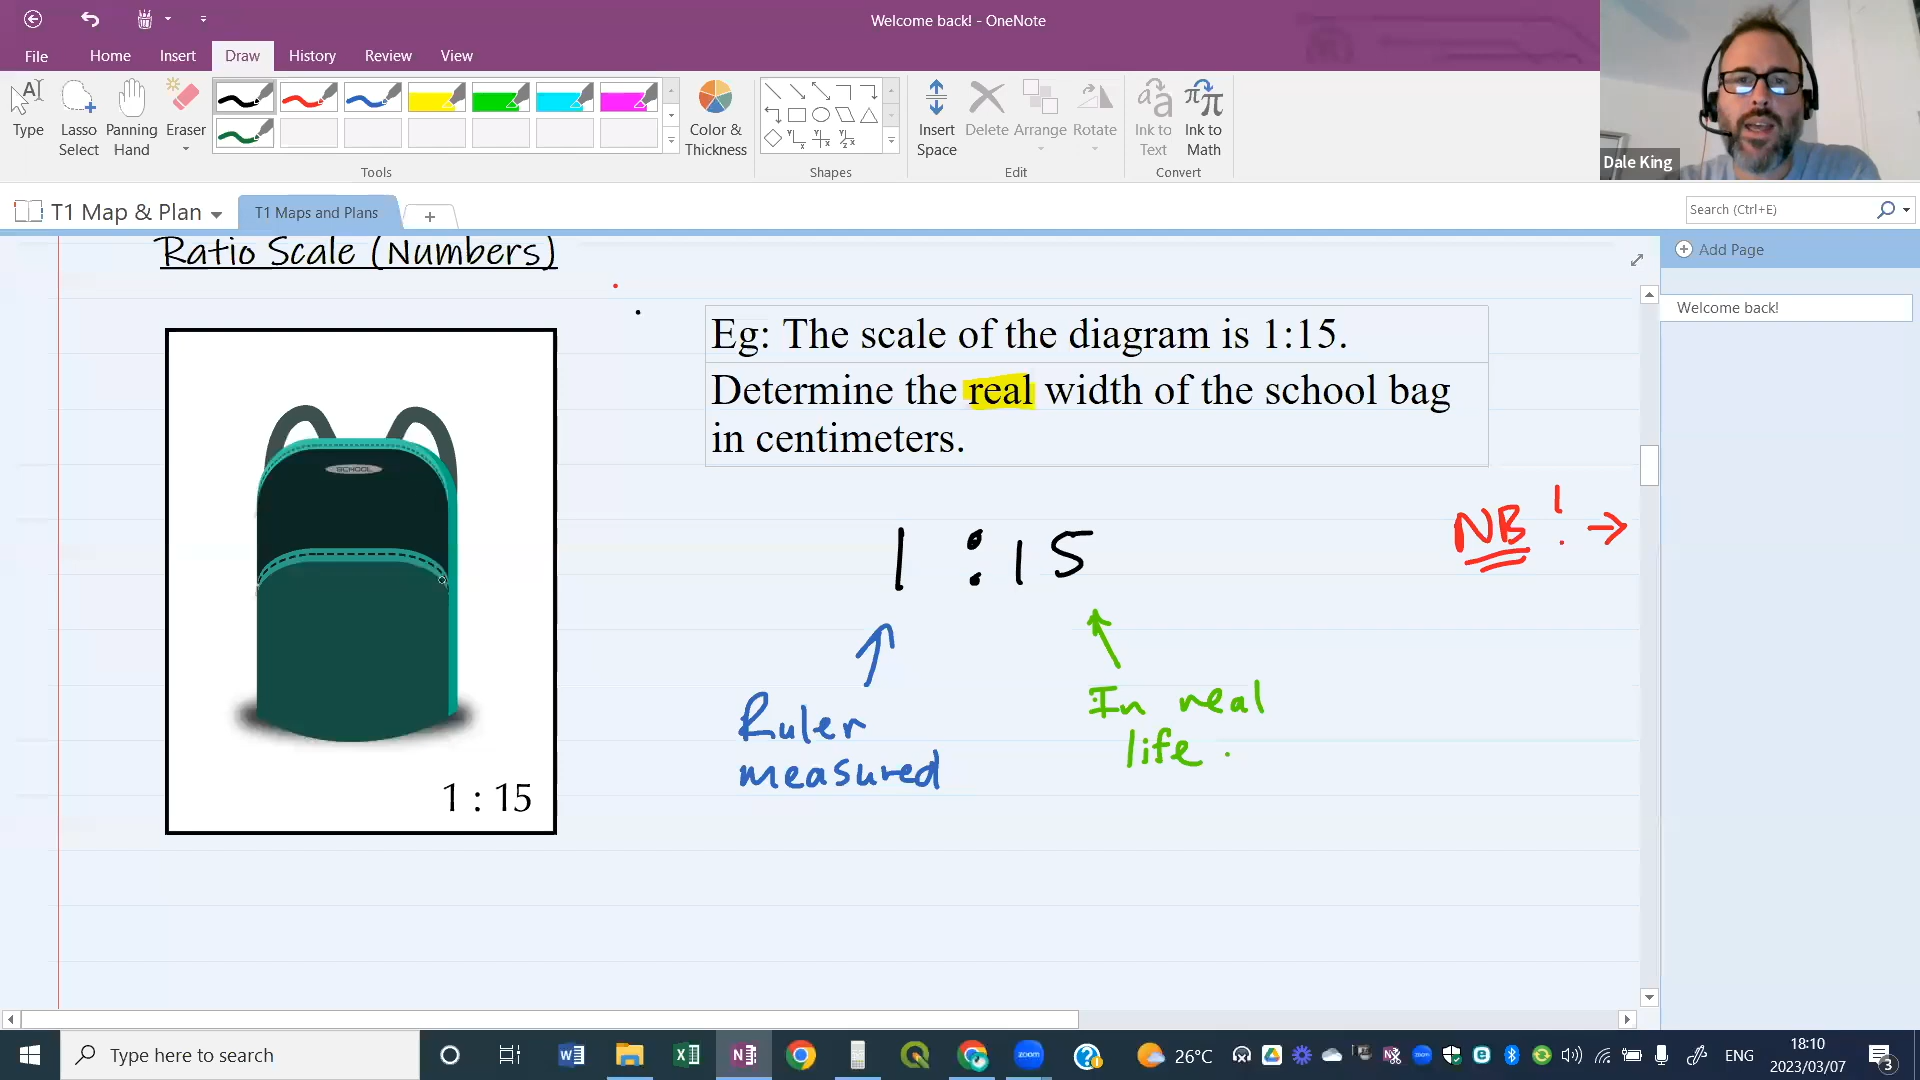 Welcome back! - OneNote
File Home Insert Draw History Review View
Type
Lasso Select
Panning Hand
Eraser
Color & Thickness
Insert Space
Delete
Arrange
Rotate
Ink to Text
Ink to Math
Tools
Shapes
Edit
Convert
Dale King
T1 Map & Plan
T1 Maps and Plans
Search (Ctrl+E)
Add Page
Welcome back!
Ratio Scale (Numbers)
Eg: The scale of the diagram is 1:15.
Determine the real width of the school bag
in centimeters.
SCHOOL
1 : 15
NB ! →
1 : 15
Ruler
measured
In real
life .
Type here to search
zoom
26°C
ENG
18:10
2023/03/07
3